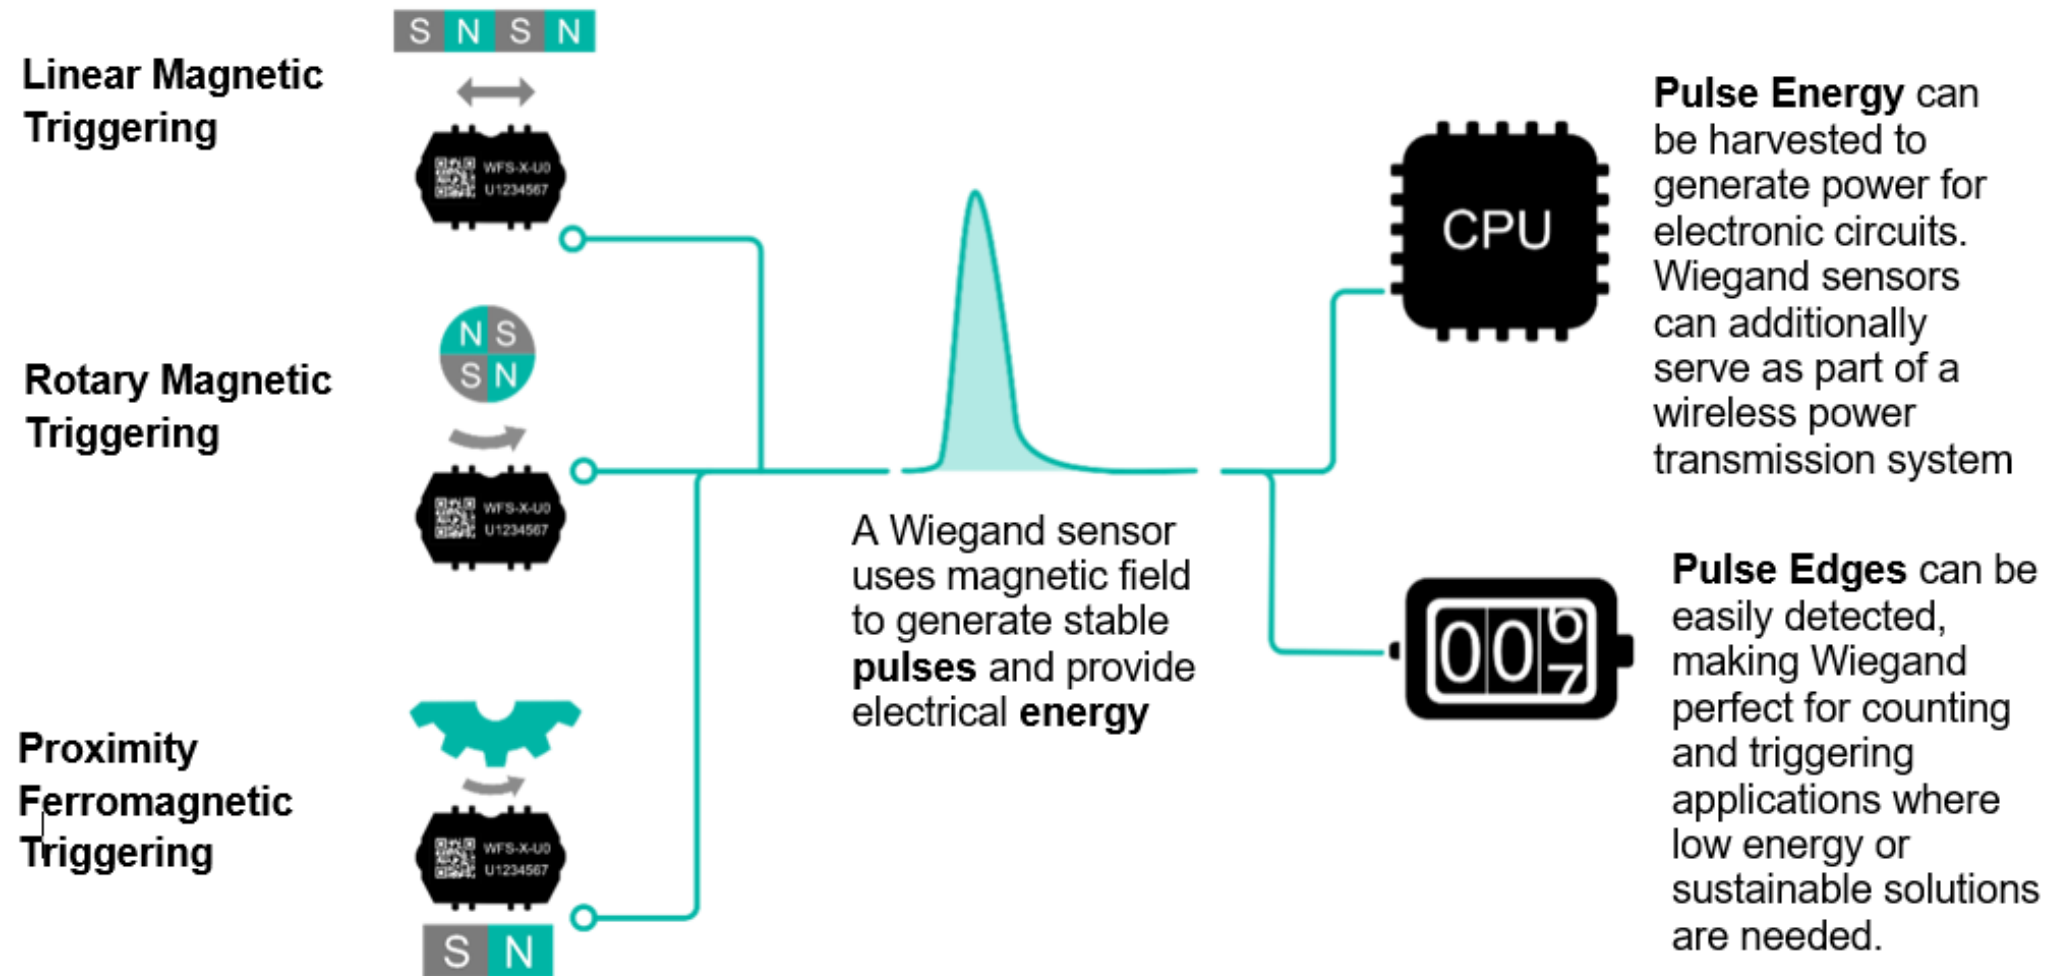 Linear Magnetic
Triggering
S N S N
WFS-X-U0
U1234567
Rotary Magnetic
Triggering
N S
S N
WFS-X-U0
U1234567
Proximity
Ferromagnetic
Triggering
WFS-X-U0
U1234567
S N
A Wiegand sensor
uses magnetic field
to generate stable
pulses and provide
electrical energy
CPU
Pulse Energy can
be harvested to
generate power for
electronic circuits.
Wiegand sensors
can additionally
serve as part of a
wireless power
transmission system
006
7
Pulse Edges can be
easily detected,
making Wiegand
perfect for counting
and triggering
applications where
low energy or
sustainable solutions
are needed.